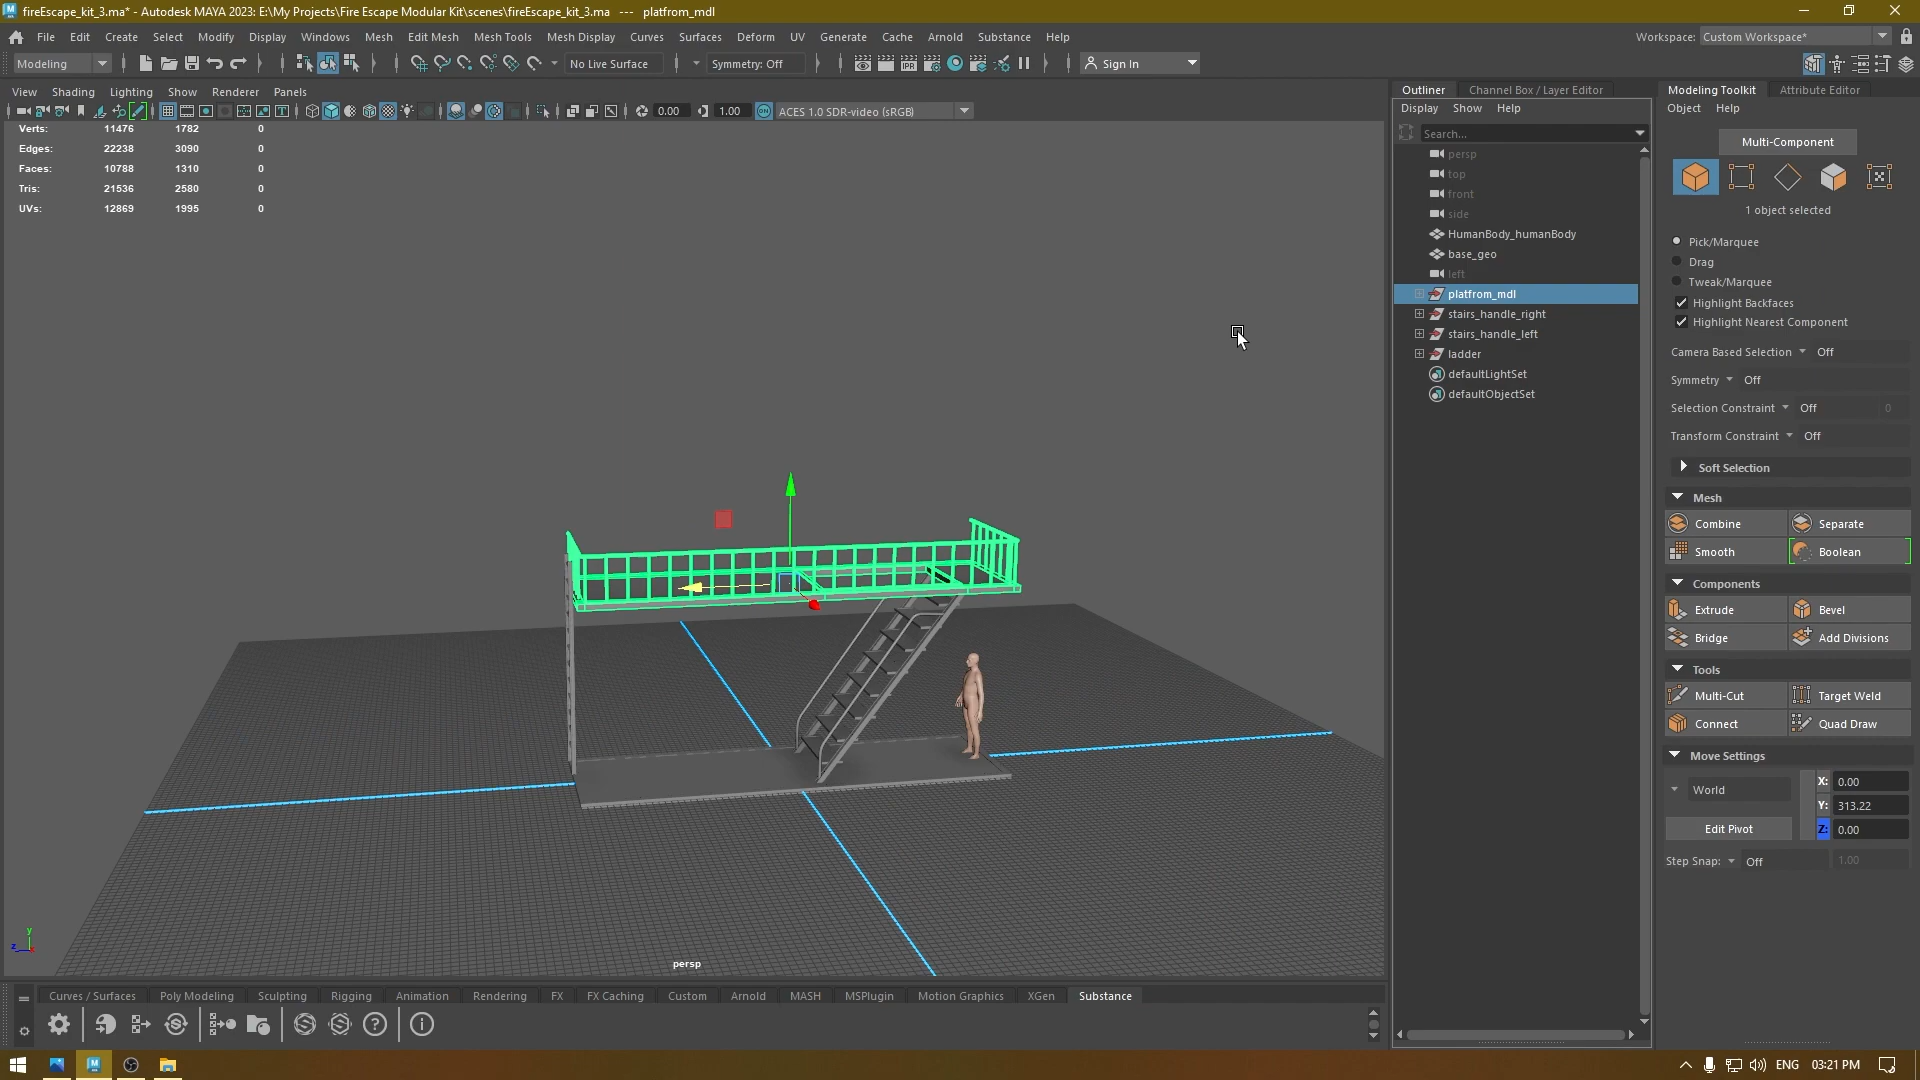 fireEscape_kit_3.ma* - Autodesk MAYA 2023: E:\My Projects\Fire Escape Modular Kit\scenes\fireEscape_kit_3.ma --- platfrom_mdl
File Edit Create Select Modify Display Windows Mesh Edit Mesh Mesh Tools Mesh Display Curves Surfaces Deform UV Generate Cache Arnold Substance Help
Workspace: Custom Workspace*
Modeling
No Live Surface
Symmetry: Off
IPR
Sign In
View Shading Lighting Show Renderer Panels
0.00
1.00
ON
ACES 1.0 SDR-video (sRGB)
Verts: 11476 1782 0
Edges: 22238 3090 0
Faces: 10788 1310 0
Tris: 21536 2580 0
UVs: 12869 1995 0
y
z
persp
Outliner
Channel Box / Layer Editor
Display Show Help
Search...
persp
top
front
side
HumanBody_humanBody
base_geo
left
platfrom_mdl
stairs_handle_right
stairs_handle_left
ladder
defaultLightSet
defaultObjectSet
Modeling Toolkit
Attribute Editor
Object Help
Multi-Component
1 object selected
Pick/Marquee
Drag
Tweak/Marquee
Highlight Backfaces
Highlight Nearest Component
Camera Based Selection Off
Symmetry Off
Selection Constraint Off 0
Transform Constraint Off
Soft Selection
Mesh
Combine Separate
Smooth Boolean
Components
Extrude Bevel
Bridge Add Divisions
Tools
Multi-Cut Target Weld
Connect Quad Draw
Move Settings
World
X: 0.00
Y: 313.22
Edit Pivot
Z: 0.00
Step Snap: Off 1.00
Curves / Surfaces Poly Modeling Sculpting Rigging Animation Rendering FX FX Caching Custom Arnold MASH MSPlugin Motion Graphics XGen Substance
ENG 03:21 PM